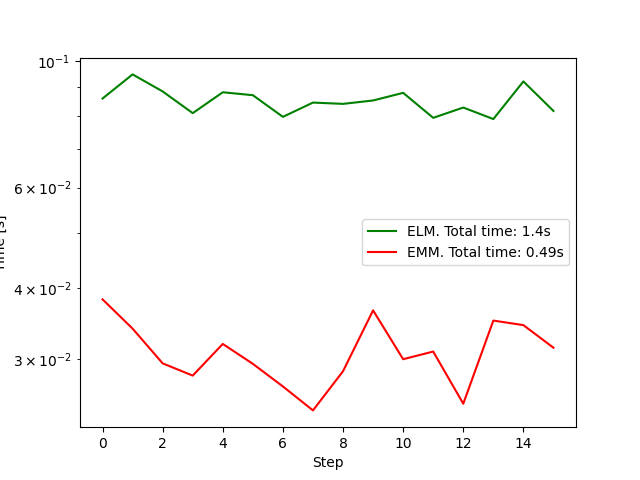 10⁻¹
6 × 10⁻²
4 × 10⁻²
3 × 10⁻²
Time [s]
ELM. Total time: 1.4s
EMM. Total time: 0.49s
0 2 4 6 8 10 12 14
Step